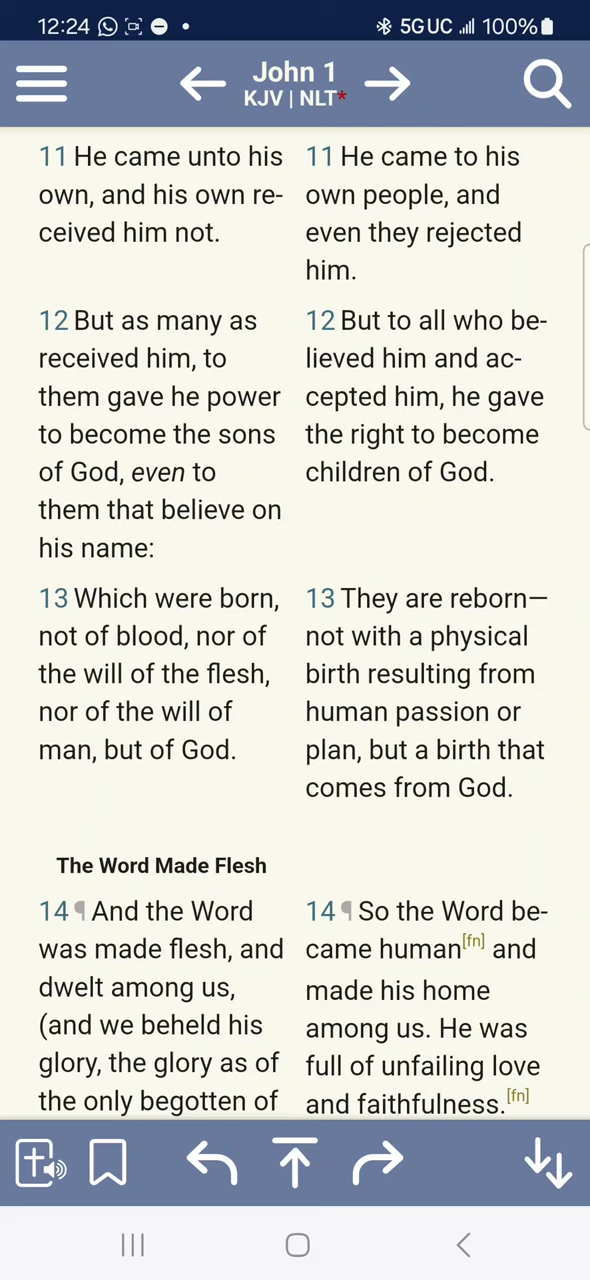 12:24
5G UC 100%
John 1
KJV | NLT*
11 He came unto his
own, and his own re-
ceived him not.
11 He came to his
own people, and
even they rejected
him.
12 But as many as
received him, to
them gave he power
to become the sons
of God, even to
them that believe on
his name:
12 But to all who be-
lieved him and ac-
cepted him, he gave
the right to become
children of God.
13 Which were born,
not of blood, nor of
the will of the flesh,
nor of the will of
man, but of God.
13 They are reborn—
not with a physical
birth resulting from
human passion or
plan, but a birth that
comes from God.
The Word Made Flesh
14 ¶ And the Word
was made flesh, and
dwelt among us,
(and we beheld his
glory, the glory as of
the only begotten of
14 ¶ So the Word be-
came human[fn] and
made his home
among us. He was
full of unfailing love
and faithfulness.[fn]